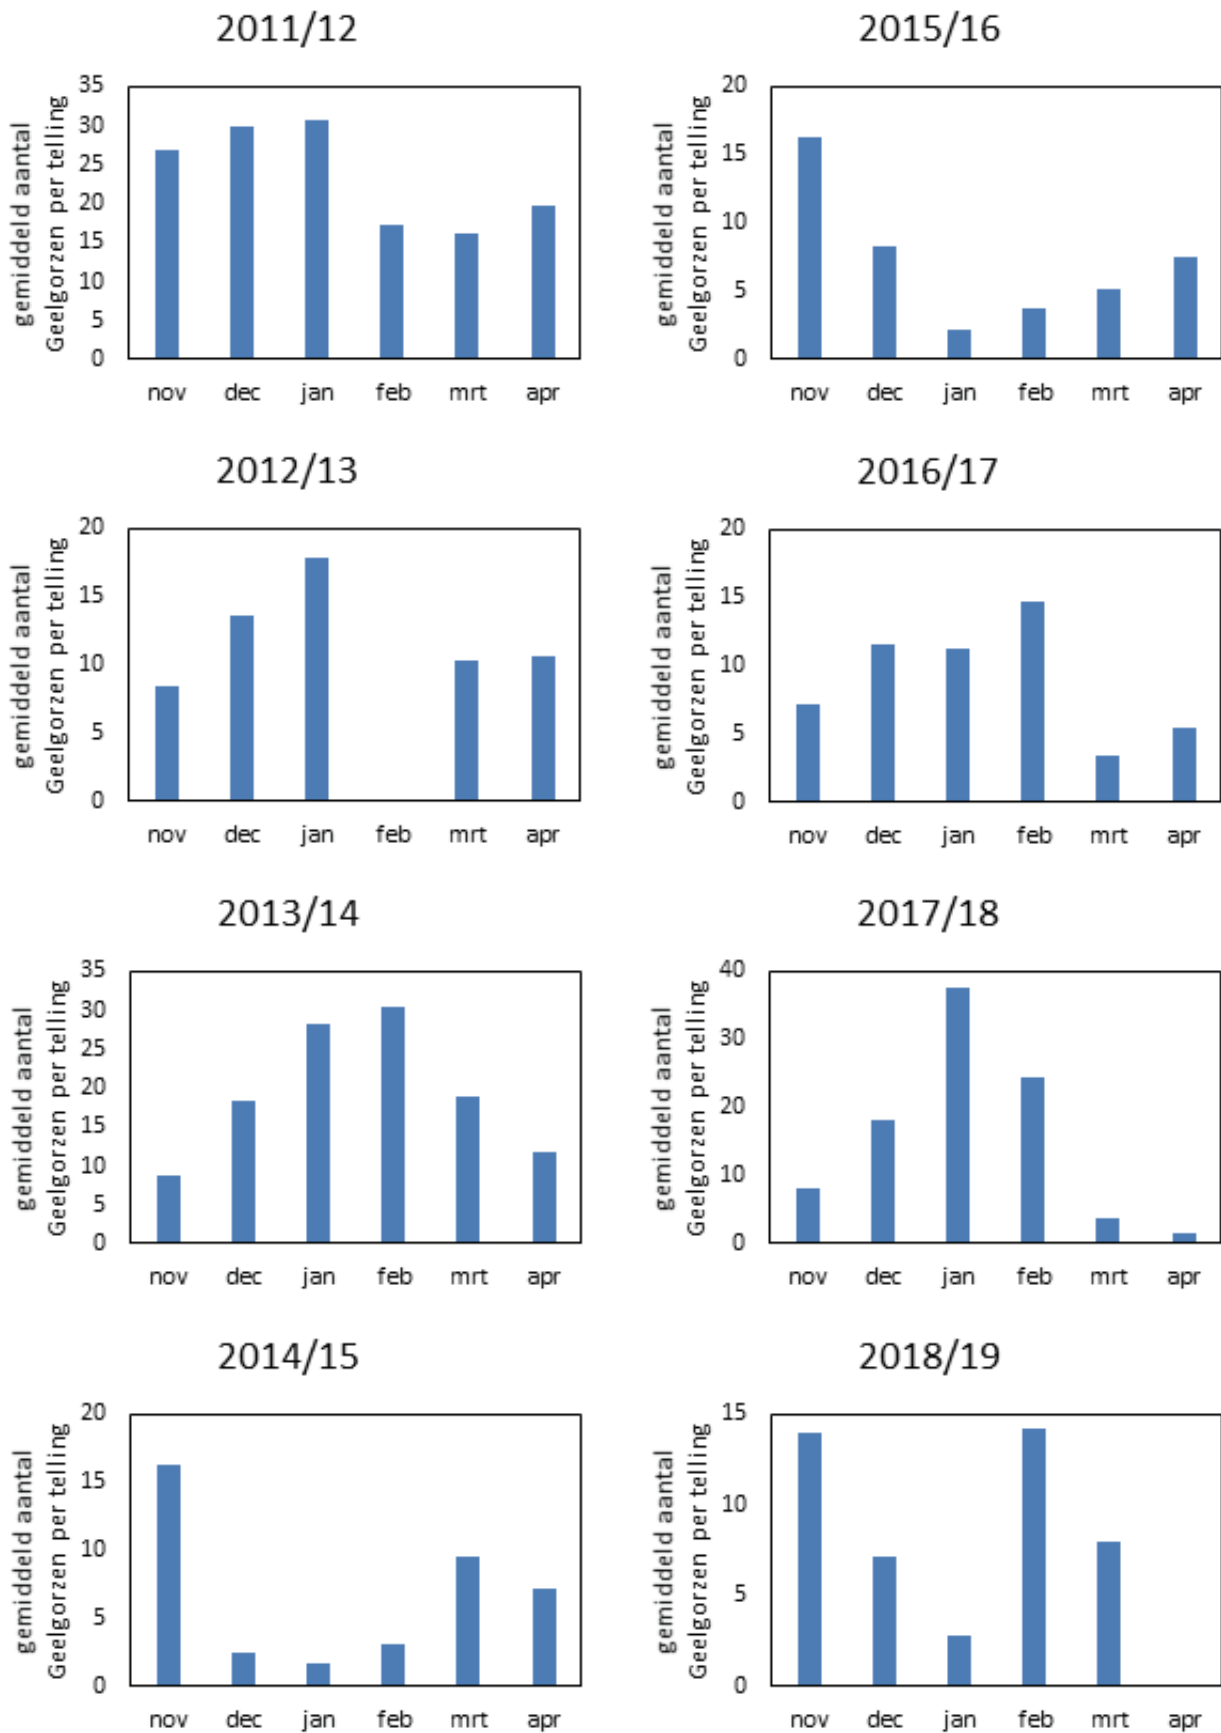 2011/12
gemiddeld aantal
Geelgorzen per telling
35
30
25
20
15
10
5
0
nov dec jan feb mrt apr
2015/16
gemiddeld aantal
Geelgorzen per telling
20
15
10
5
0
nov dec jan feb mrt apr
2012/13
gemiddeld aantal
Geelgorzen per telling
20
15
10
5
0
nov dec jan feb mrt apr
2016/17
gemiddeld aantal
Geelgorzen per telling
20
15
10
5
0
nov dec jan feb mrt apr
2013/14
gemiddeld aantal
Geelgorzen per telling
35
30
25
20
15
10
5
0
nov dec jan feb mrt apr
2017/18
gemiddeld aantal
Geelgorzen per telling
40
30
20
10
0
nov dec jan feb mrt apr
2014/15
gemiddeld aantal
Geelgorzen per telling
20
15
10
5
0
nov dec jan feb mrt apr
2018/19
gemiddeld aantal
Geelgorzen per telling
15
10
5
0
nov dec jan feb mrt apr